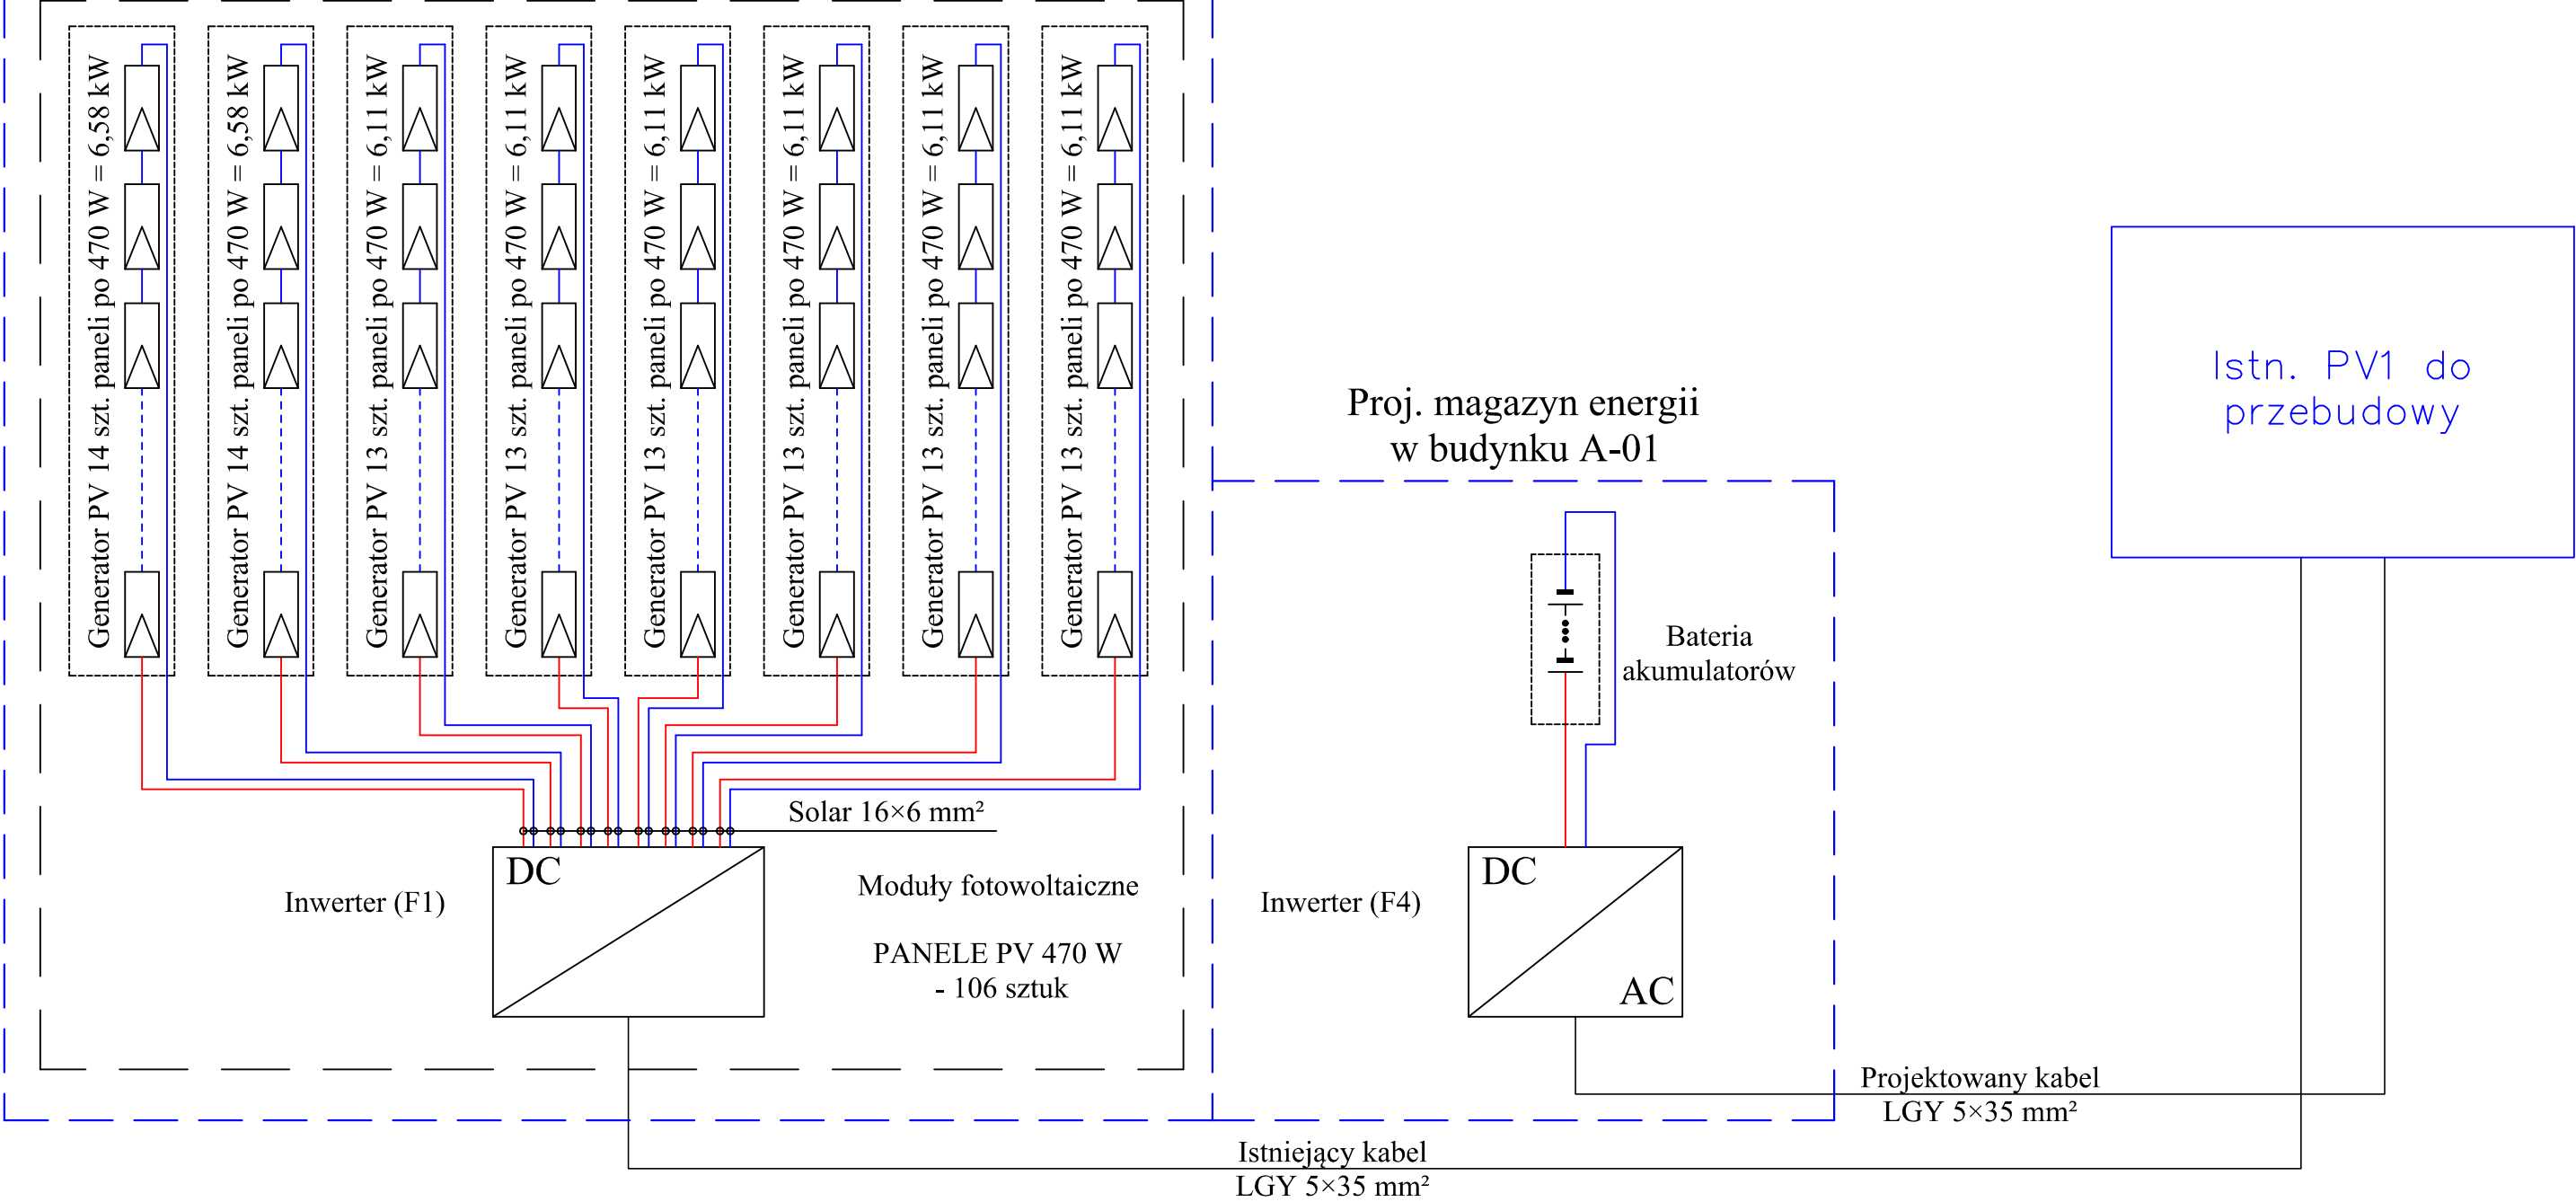 Generator PV 14 szt. paneli po 470 W = 6,58 kW
Generator PV 14 szt. paneli po 470 W = 6,58 kW
Generator PV 13 szt. paneli po 470 W = 6,11 kW
Generator PV 13 szt. paneli po 470 W = 6,11 kW
Generator PV 13 szt. paneli po 470 W = 6,11 kW
Generator PV 13 szt. paneli po 470 W = 6,11 kW
Generator PV 13 szt. paneli po 470 W = 6,11 kW
Generator PV 13 szt. paneli po 470 W = 6,11 kW
Solar 16×6 mm²
DC
Inwerter (F1)
Moduły fotowoltaiczne
PANELE PV 470 W
- 106 sztuk
Proj. magazyn energii
w budynku A-01
Bateria
akumulatorów
Inwerter (F4)
DC
AC
Istn. PV1 do
przebudowy
Projektowany kabel
LGY 5×35 mm²
Istniejący kabel
LGY 5×35 mm²